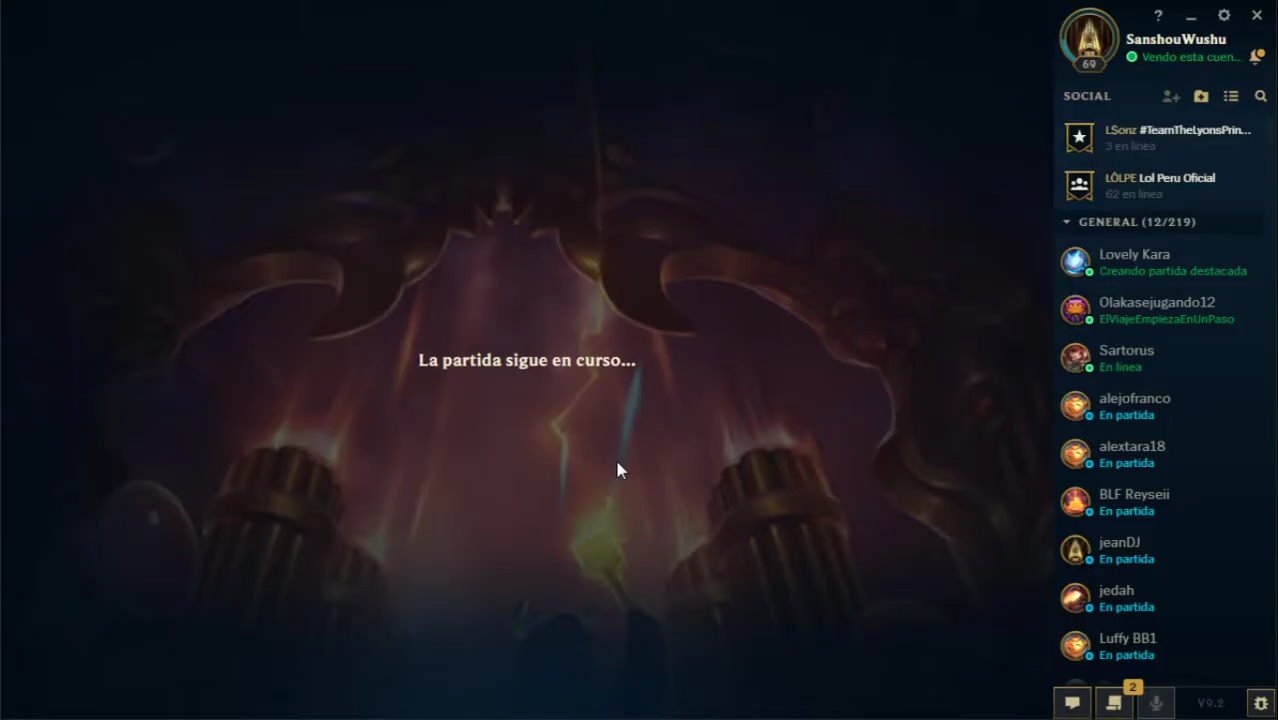 ?
SanshouWushu
69
Vendo esta cuen...
SOCIAL
L$onz #TeamTheLyonsPrin...
3 en línea
LÔLPE Lol Peru Oficial
62 en línea
GENERAL (12/219)
Lovely Kara
Creando partida destacada
Olakasejugando12
ElViajeEmpiezaEnUnPaso
Sartorus
En línea
La partida sigue en curso...
alejofranco
En partida
alextara18
En partida
BLF Reyseii
En partida
jeanDJ
En partida
jedah
En partida
Luffy BB1
En partida
2
V9.2